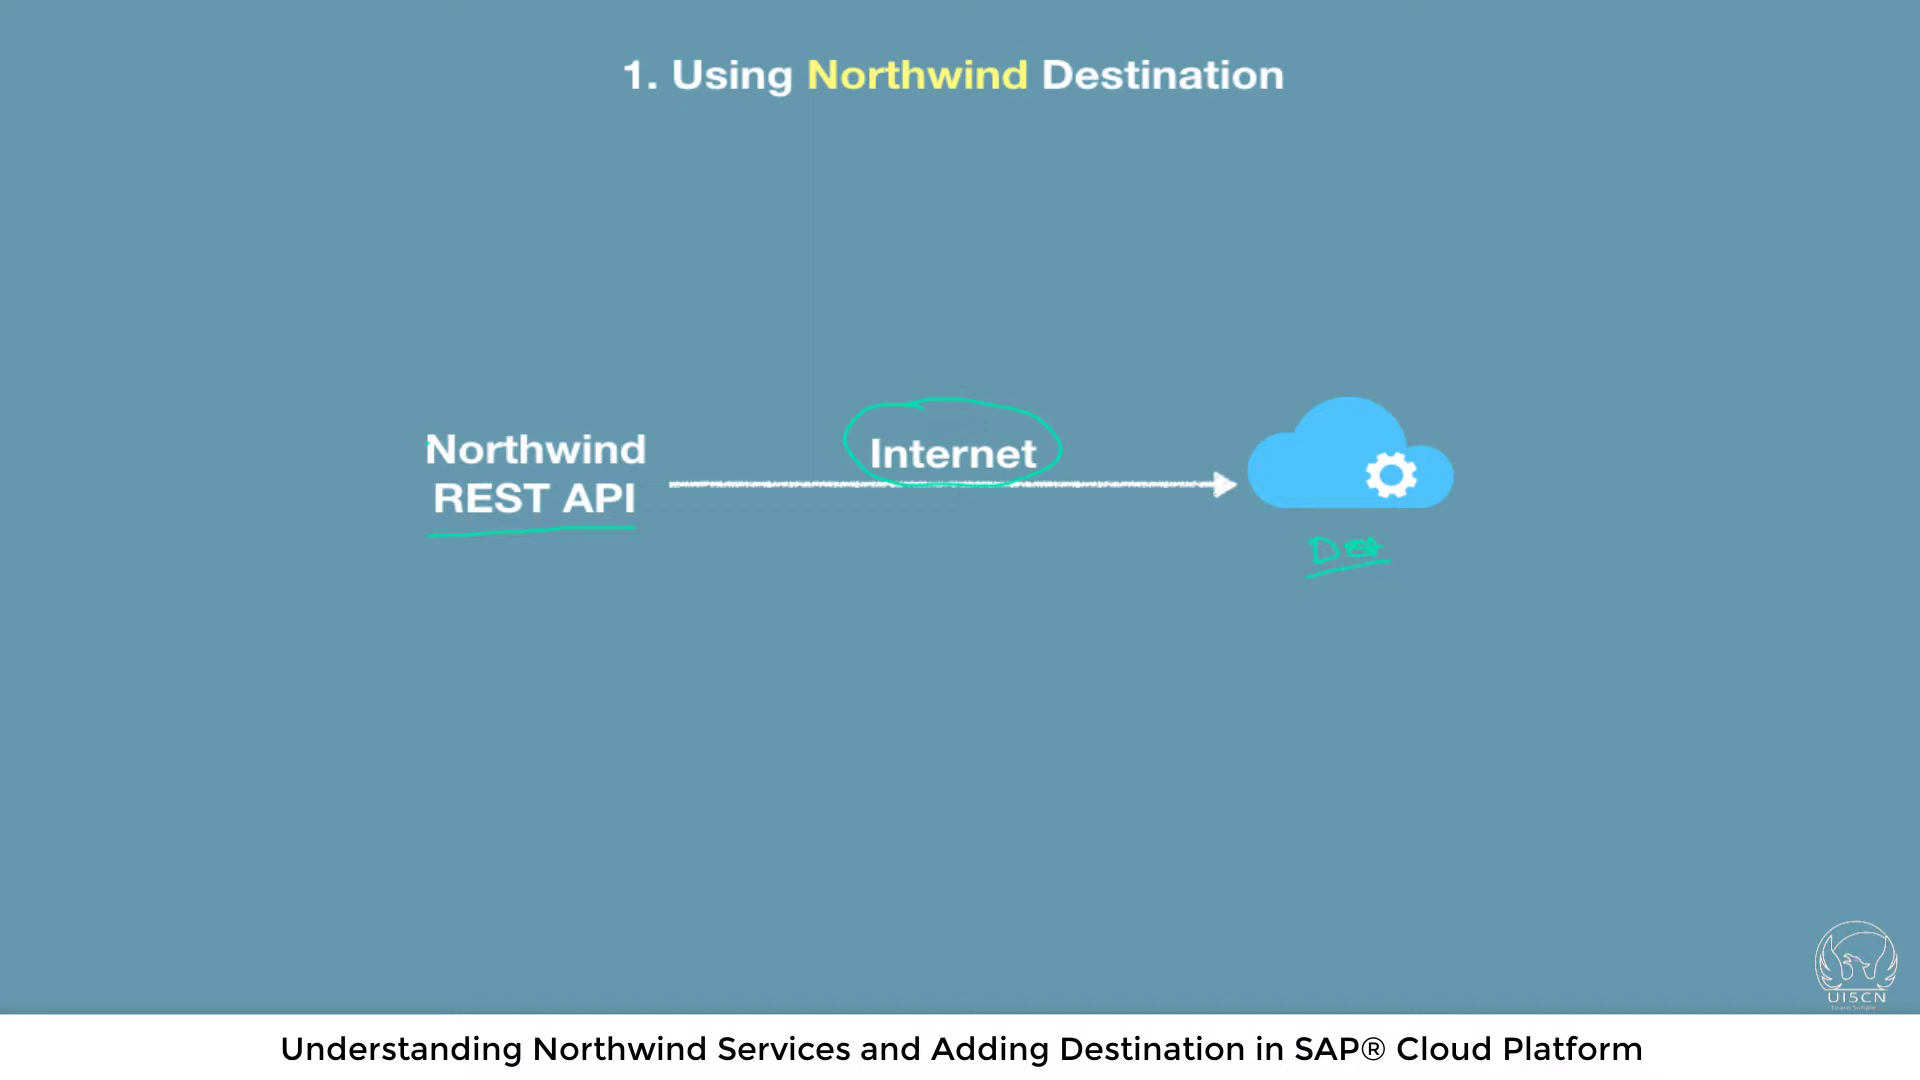 1. Using Northwind Destination
Northwind
REST API
Internet
UI5CN
Understanding Northwind Services and Adding Destination in SAP® Cloud Platform